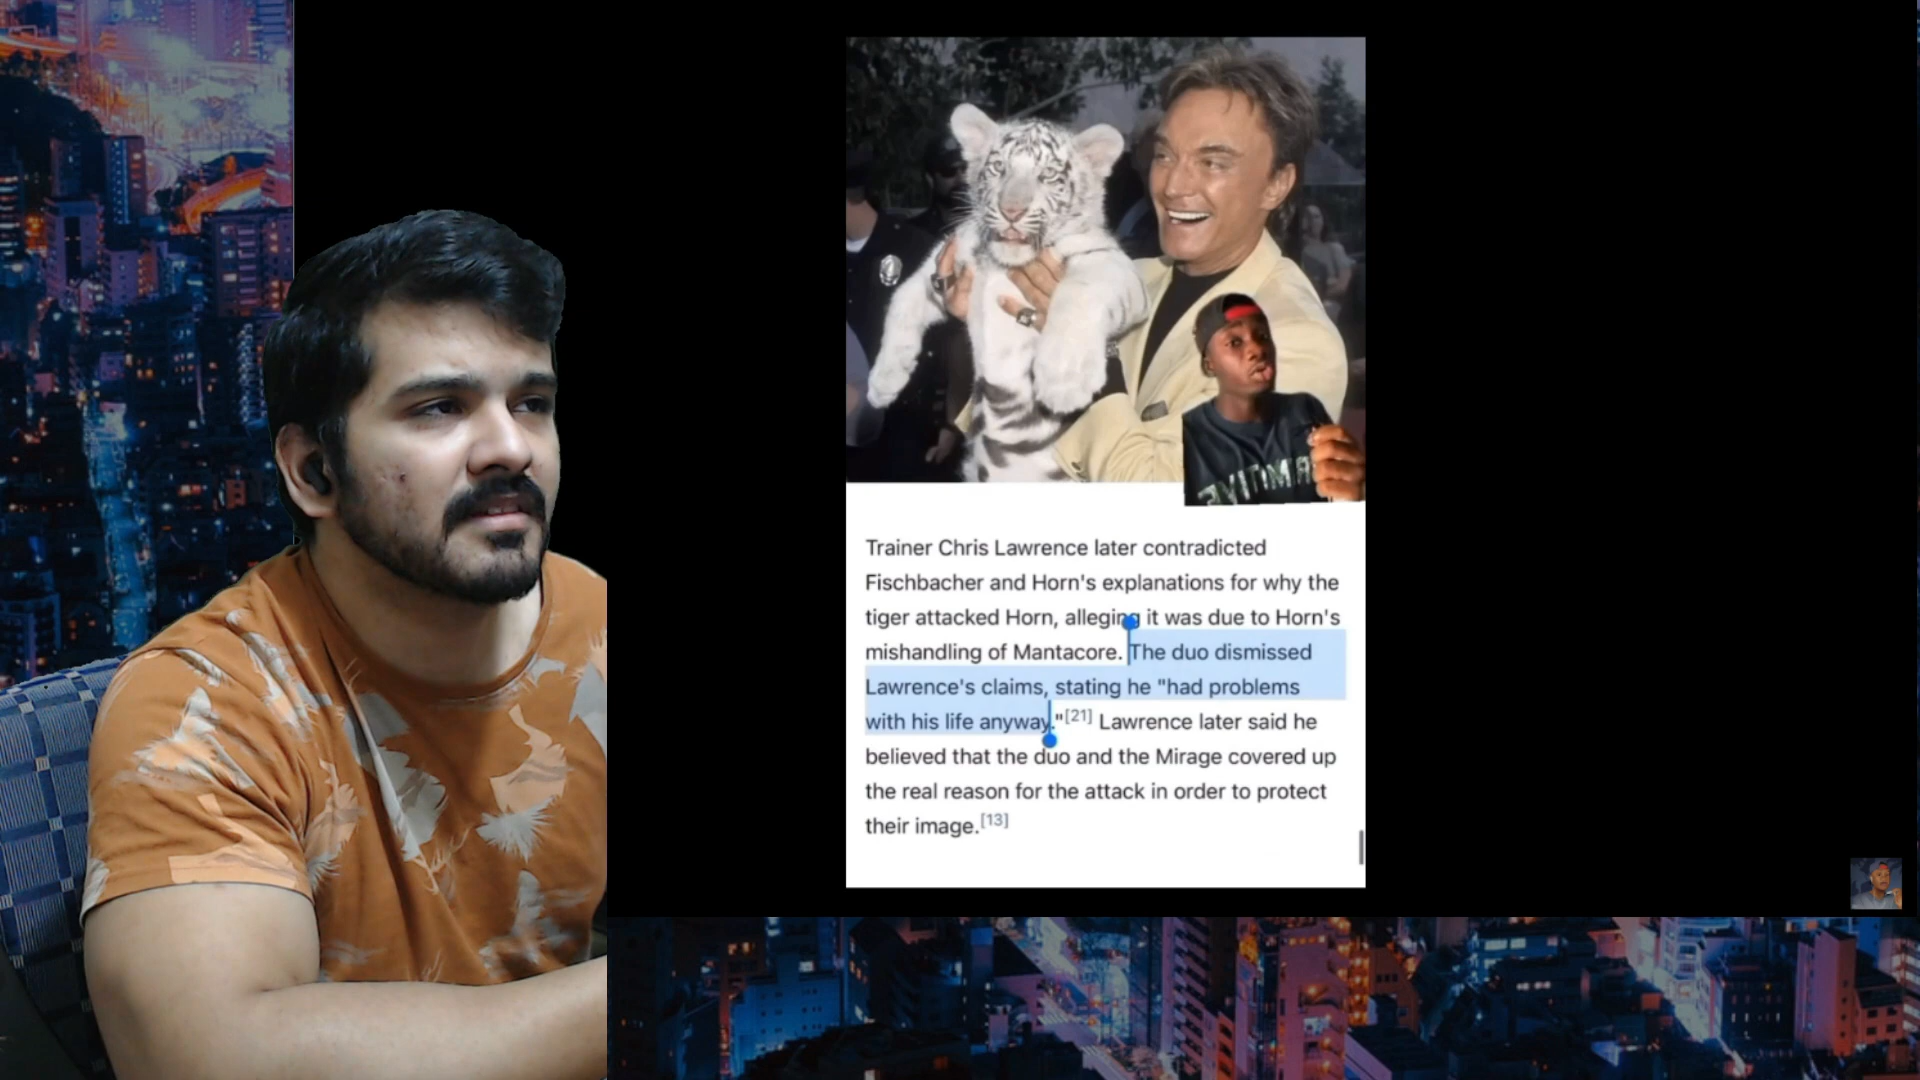 Trainer Chris Lawrence later contradicted
Fischbacher and Horn's explanations for why the
tiger attacked Horn, alleging it was due to Horn's
mishandling of Mantacore. The duo dismissed
Lawrence's claims, stating he "had problems
with his life anyway."[21] Lawrence later said he
believed that the duo and the Mirage covered up
the real reason for the attack in order to protect
their image.[13]